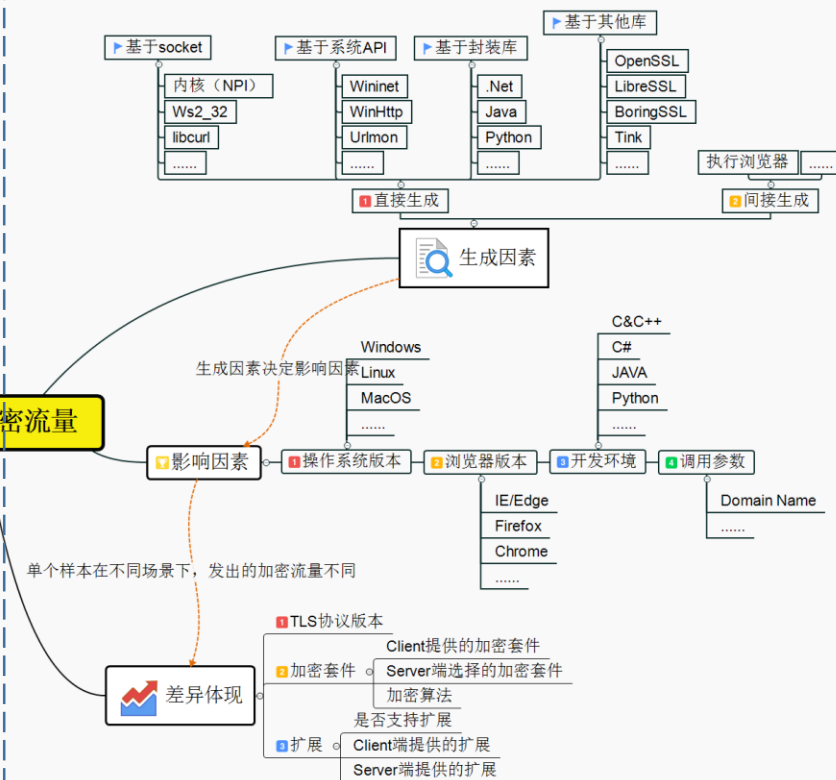 基于socket
内核（NPI）
Ws2_32
libcurl
......
基于系统API
Wininet
WinHttp
Urlmon
......
基于封装库
.Net
Java
Python
......
基于其他库
OpenSSL
LibreSSL
BoringSSL
Tink
......
执行浏览器
......
1直接生成
2间接生成
生成因素
生成因素决定影响因素
密流量
影响因素
1操作系统版本
Windows
Linux
MacOS
......
2浏览器版本
IE/Edge
Firefox
Chrome
......
3开发环境
C&C++
C#
JAVA
Python
......
4调用参数
Domain Name
......
单个样本在不同场景下，发出的加密流量不同
差异体现
1TLS协议版本
2加密套件
Client提供的加密套件
Server端选择的加密套件
加密算法
3扩展
是否支持扩展
Client端提供的扩展
Server端提供的扩展